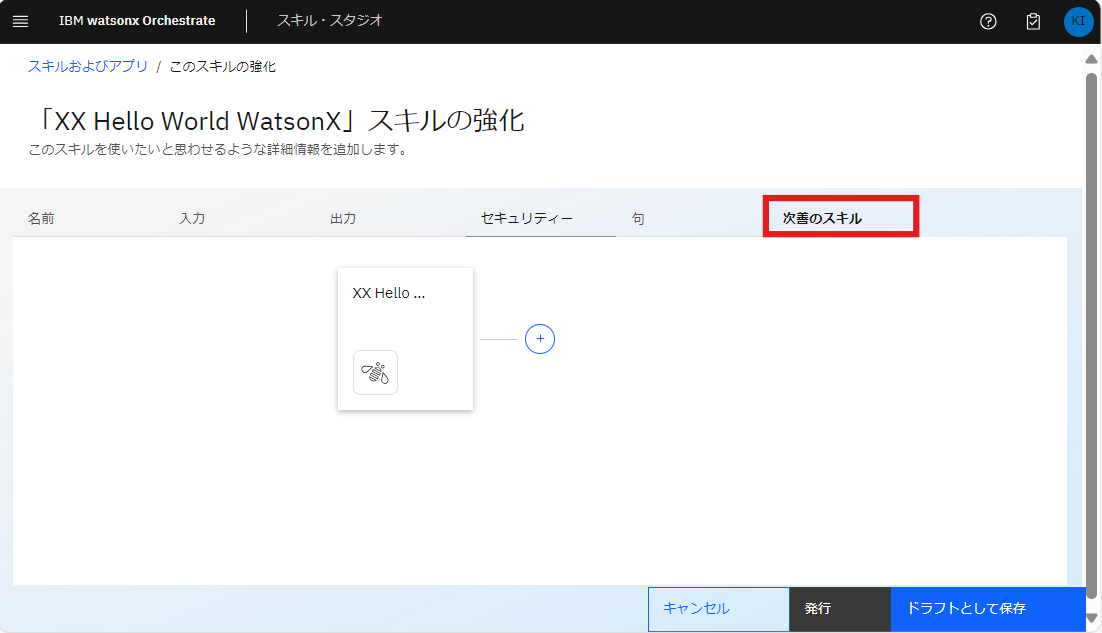 IBM watsonx Orchestrate スキル・スタジオ KI
スキルおよびアプリ / このスキルの強化
「XX Hello World WatsonX」スキルの強化
このスキルを使いたいと思わせるような詳細情報を追加します。
名前 入力 出力 セキュリティー 句 次善のスキル
XX Hello ...
キャンセル 発行 ドラフトとして保存